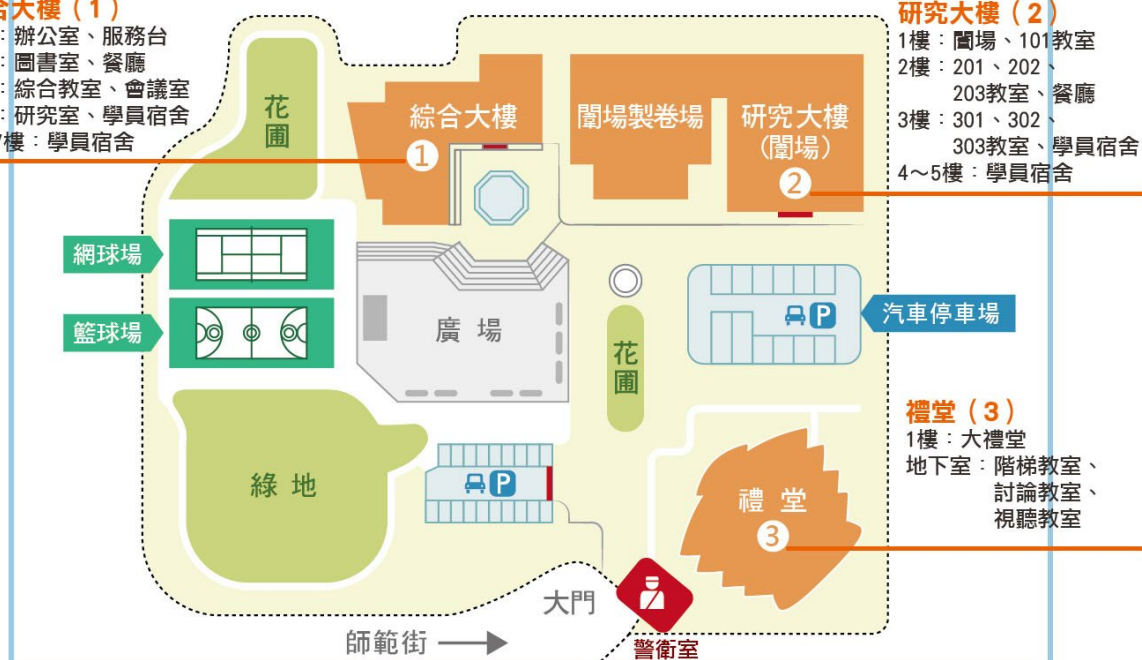 合大樓（1）
：辦公室、服務台
：圖書室、餐廳
：綜合教室、會議室
：研究室、學員宿舍
樓：學員宿舍
研究大樓（2）
1樓：闈場、101教室
2樓：201、202、
203教室、餐廳
3樓：301、302、
303教室、學員宿舍
4～5樓：學員宿舍
花圃
綜合大樓
1
闈場製卷場
研究大樓
(闈場)
2
網球場
籃球場
廣場
花圃
P
汽車停車場
禮堂（3）
1樓：大禮堂
地下室：階梯教室、
討論教室、
視聽教室
綠地
P
禮堂
3
大門
師範街
警衛室